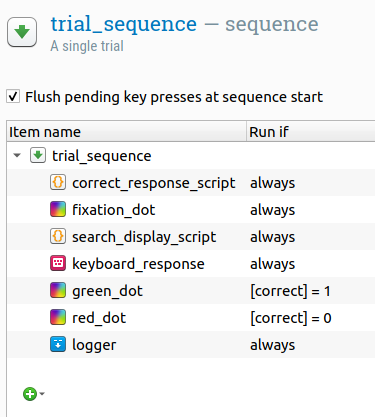 trial_sequence — sequence
A single trial
Flush pending key presses at sequence start
Item name Run if
trial_sequence
correct_response_script always
fixation_dot always
search_display_script always
keyboard_response always
green_dot [correct] = 1
red_dot [correct] = 0
logger always